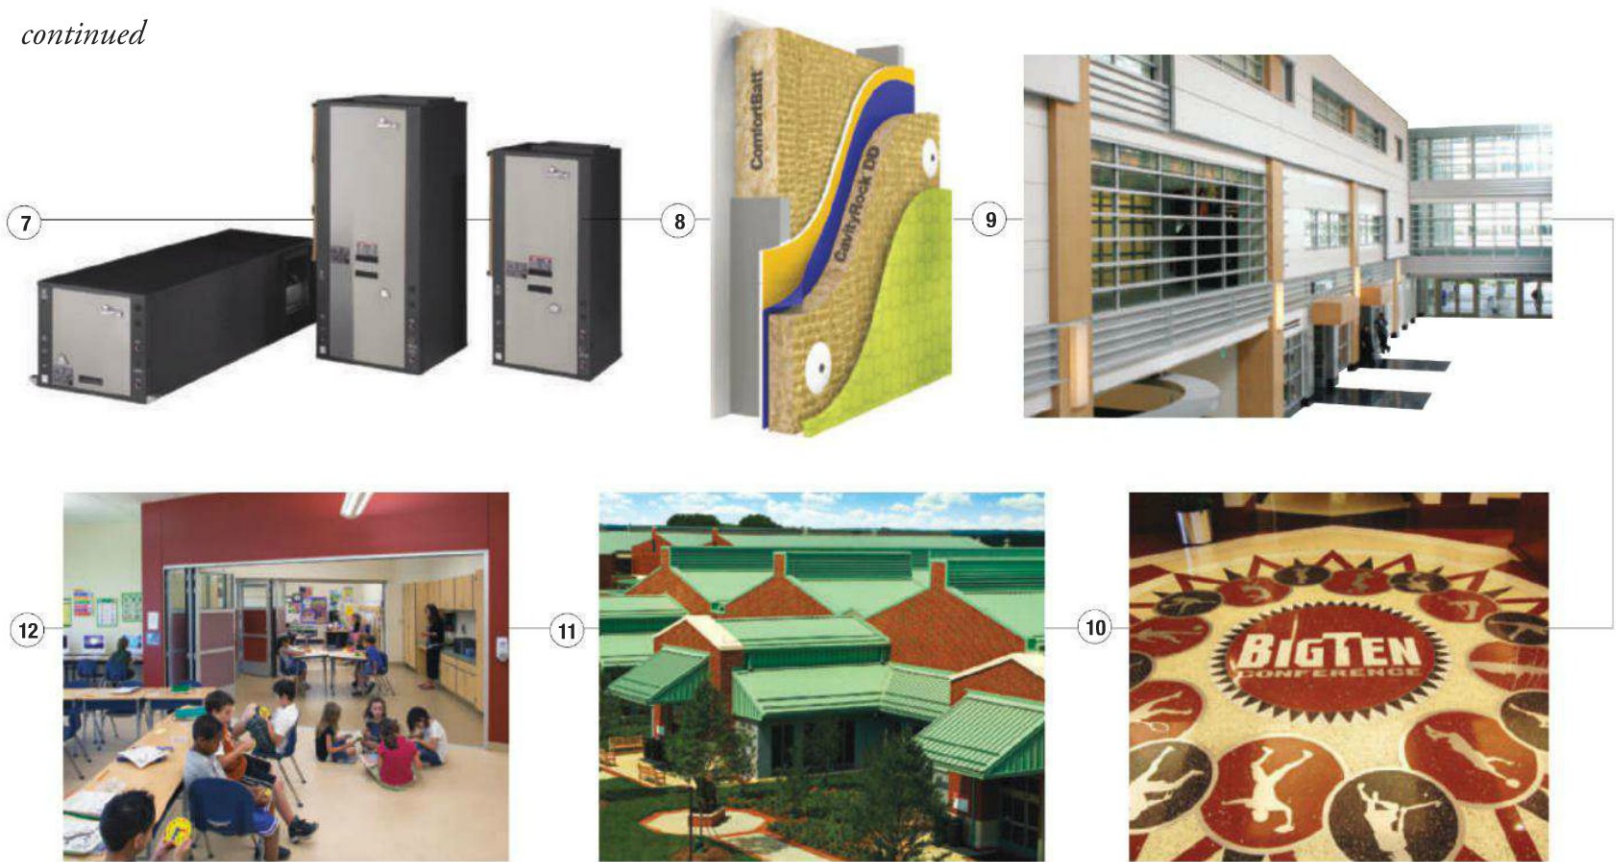 continued
7
8
ComfortBatt
CavityRock DD
9
12
11
10
BIGTEN
CONFERENCE